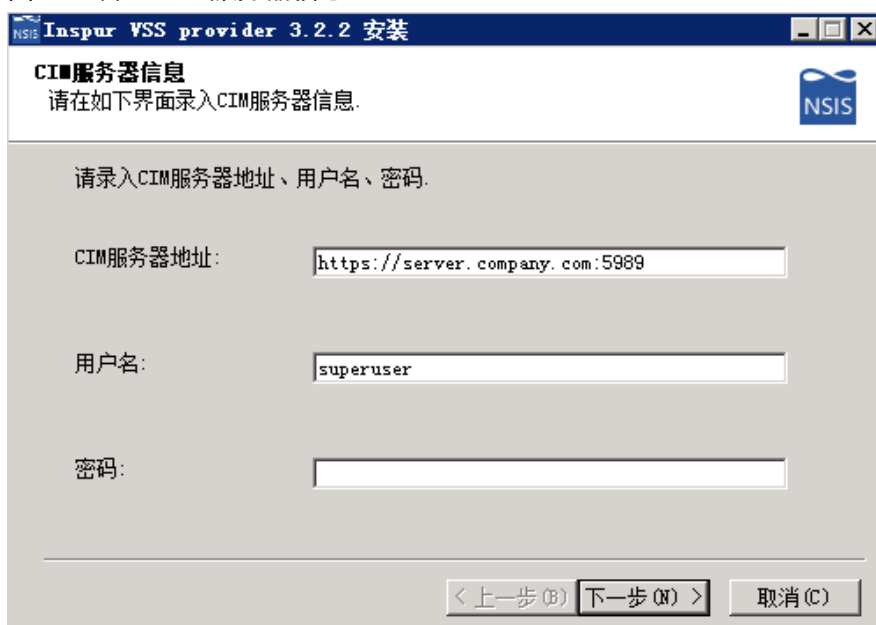 Inspur VSS provider 3.2.2 安装
CIM服务器信息
请在如下界面录入CIM服务器信息.
NSIS
请录入CIM服务器地址、用户名、密码.
CIM服务器地址:
https://server.company.com:5989
用户名:
superuser
密码:
< 上一步(B)
下一步(N) >
取消(C)